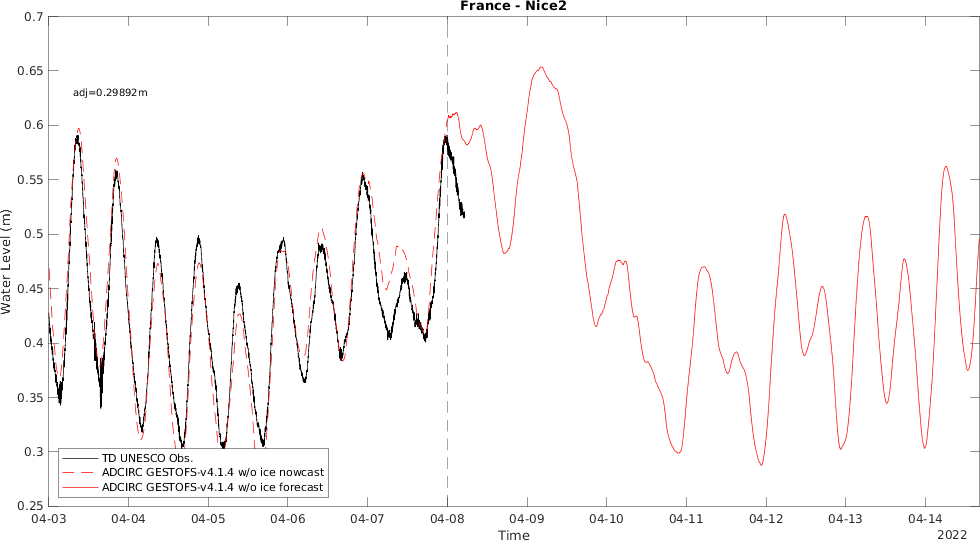 France - Nice2
0.7
0.65
0.6
0.55
0.5
0.45
0.4
0.35
0.3
0.25
Water Level (m)
adj=0.29892m
TD UNESCO Obs.
ADCIRC GESTOFS-v4.1.4 w/o ice nowcast
ADCIRC GESTOFS-v4.1.4 w/o ice forecast
04-03 04-04 04-05 04-06 04-07 04-08 04-09 04-10 04-11 04-12 04-13 04-14
Time
2022